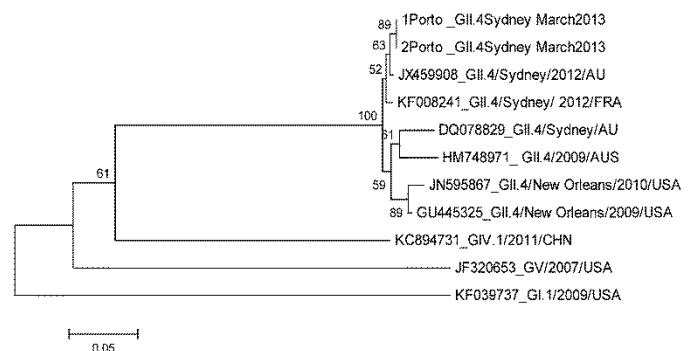 89
1Porto _GII.4Sydney March2013
63
2Porto _GII.4Sydney March2013
52
JX459908_GII.4/Sydney/2012/AU
KF008241_GII.4/Sydney/ 2012/FRA
100
DQ078829_GII.4/Sydney/AU
61
HM748971_ GII.4/2009/AUS
59
JN595867_GII.4/New Orleans/2010/USA
89
GU445325_GII.4/New Orleans/2009/USA
61
KC894731_GIV.1/2011/CHN
JF320653_GV/2007/USA
KF039737_GI.1/2009/USA
0.05